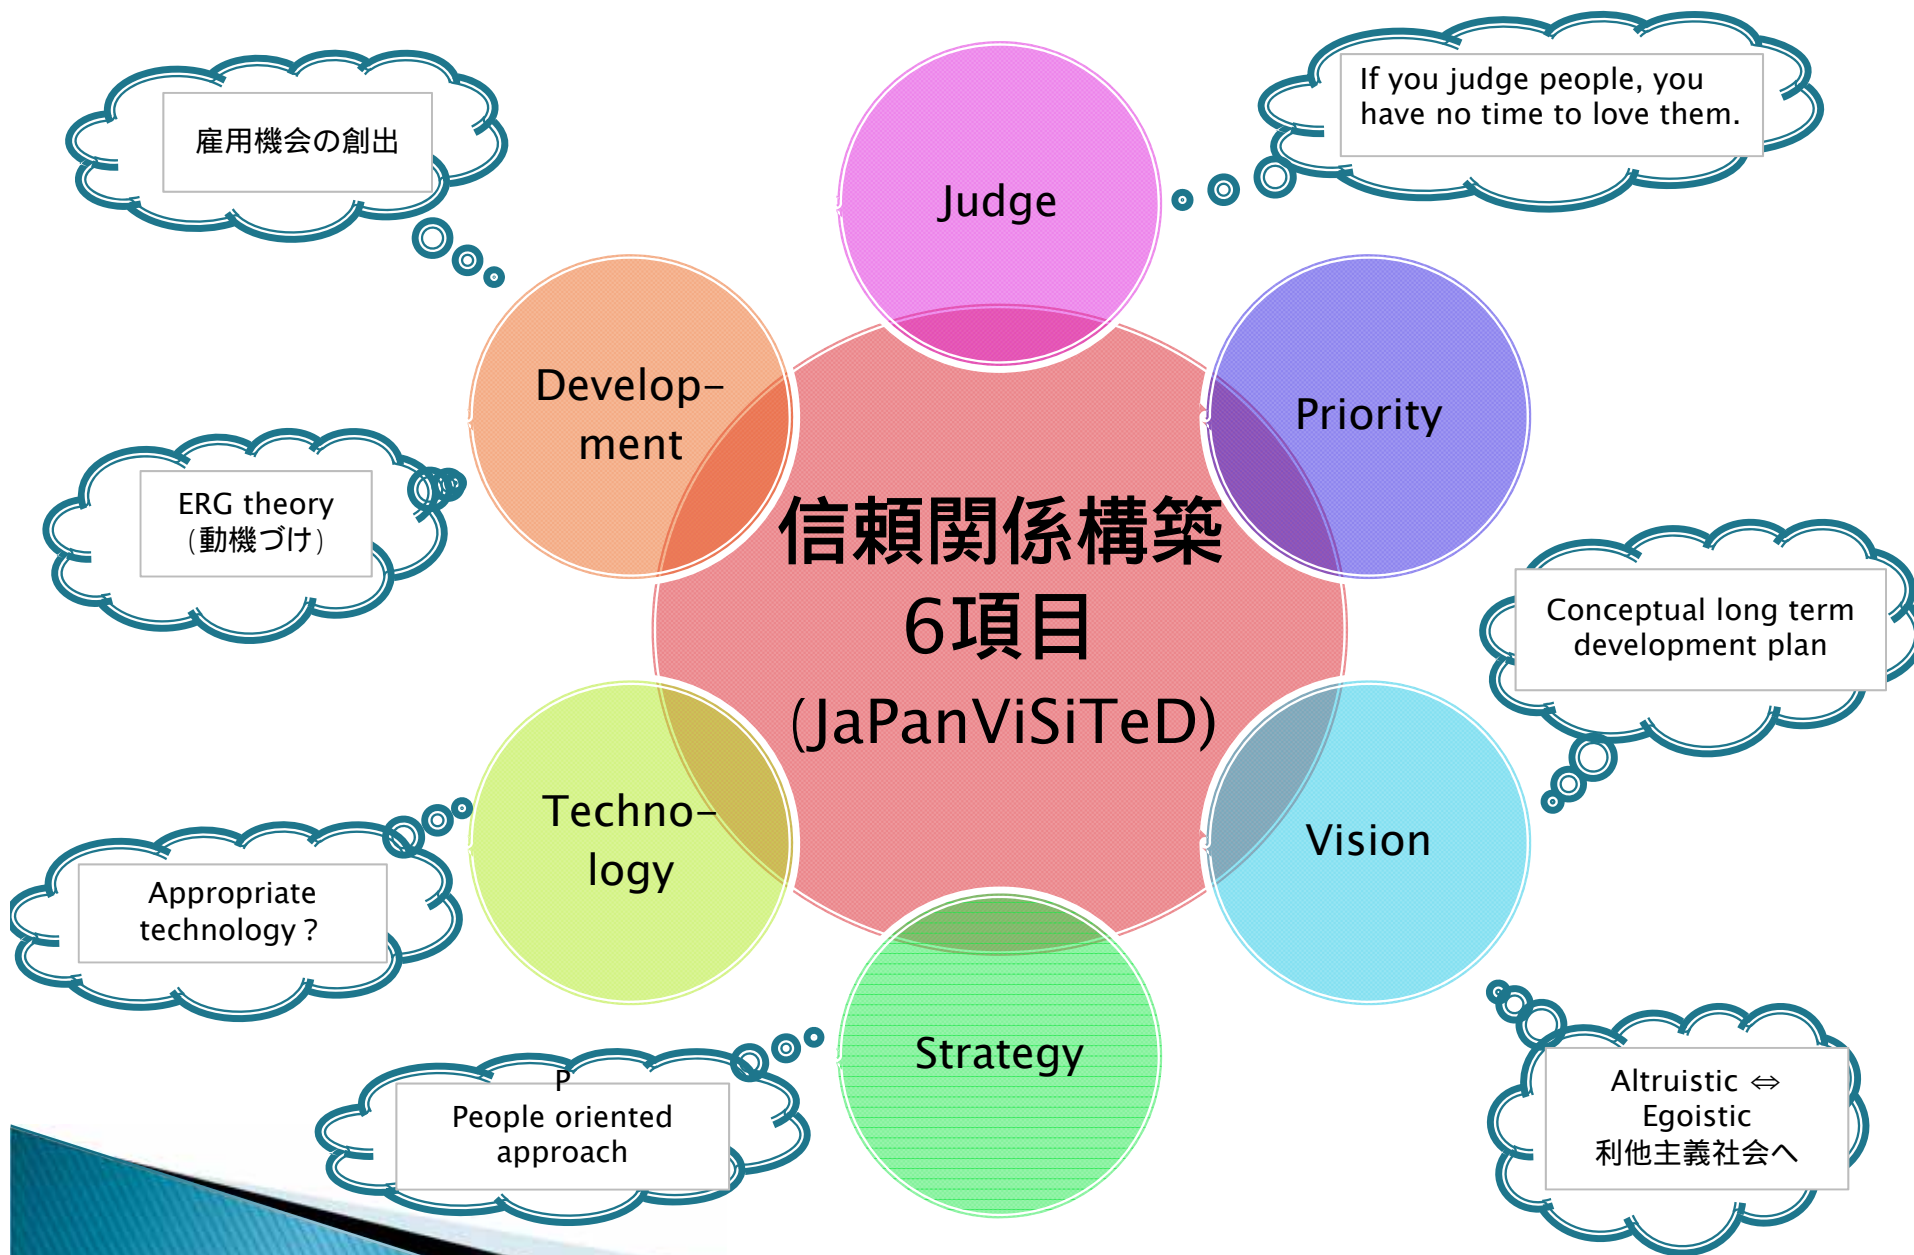 雇用機会の創出
Judge
If you judge people, you
have no time to love them.
Develop-
ment
Priority
ERG theory
(動機づけ)
信頼関係構築
6項目
(JaPanViSiTeD)
Conceptual long term
development plan
Techno-
logy
Vision
Appropriate
technology？
Strategy
P
People oriented
approach
Altruistic ⇔
Egoistic
利他主義社会へ